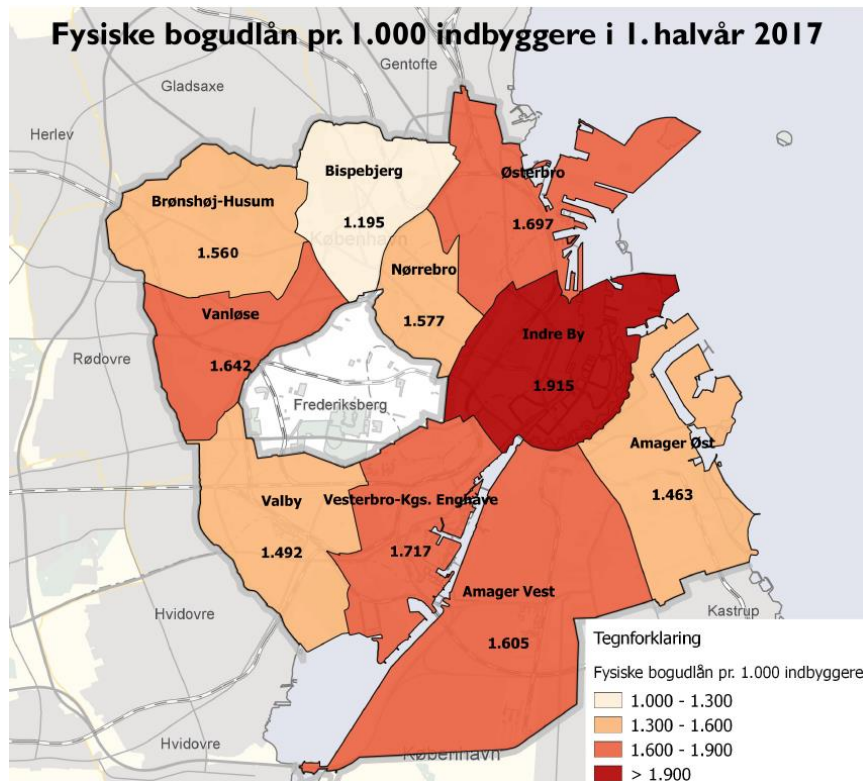 Fysiske bogudlån pr. 1.000 indbyggere i 1. halvår 2017
Gentofte
Gladsaxe
Herlev
Bispebjerg
Østerbro
Brønshøj-Husum
1.195
1.697
København
1.560
Nørrebro
Vanløse
1.577
Indre By
Rødovre
1.642
1.915
Frederiksberg
Amager Øst
Valby
Vesterbro-Kgs. Enghave
1.463
1.492
1.717
Amager Vest
Hvidovre
Kastrup
1.605
Tegnforklaring
Fysiske bogudlån pr. 1.000 indbyggere
1.000 - 1.300
1.300 - 1.600
1.600 - 1.900
> 1.900
Hvidovre
København